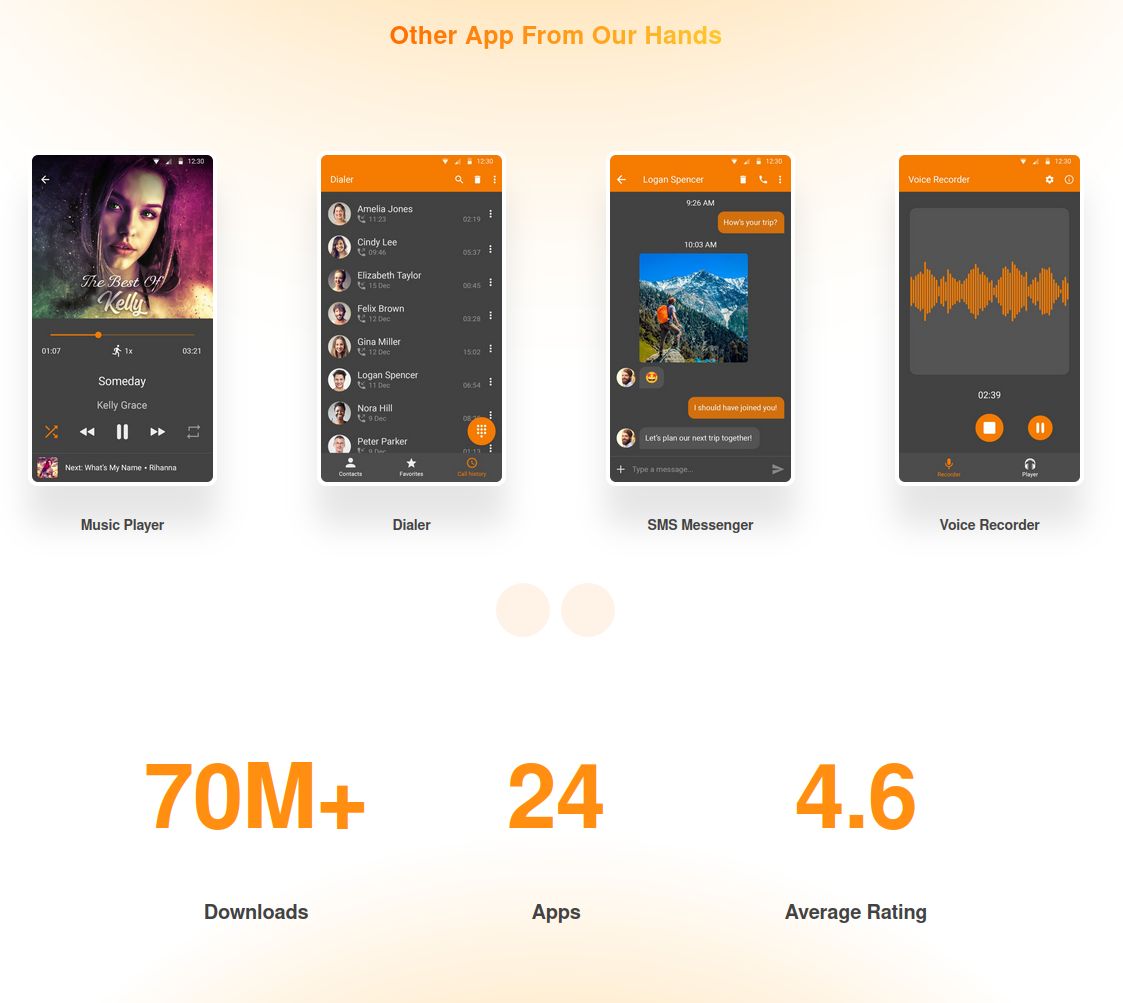 Other App From Our Hands
12:30
The Best Of
Kelly
01:07 1x 03:21
Someday
Kelly Grace
Next: What's My Name • Rihanna
Music Player
12:30
Dialer
Amelia Jones
11:23 02:19
Cindy Lee
09:46 05:37
Elizabeth Taylor
15 Dec 00:45
Felix Brown
12 Dec 03:28
Gina Miller
12 Dec 15:02
Logan Spencer
11 Dec 06:54
Nora Hill
9 Dec
Peter Parker
9 Dec 01:13
Contacts Favorites Call history
Dialer
12:30
Logan Spencer
9:26 AM
How's your trip?
10:03 AM
I should have joined you!
Let's plan our next trip together!
Type a message...
SMS Messenger
12:30
Voice Recorder
02:39
Recorder Player
Voice Recorder
70M+ 24 4.6
Downloads Apps Average Rating